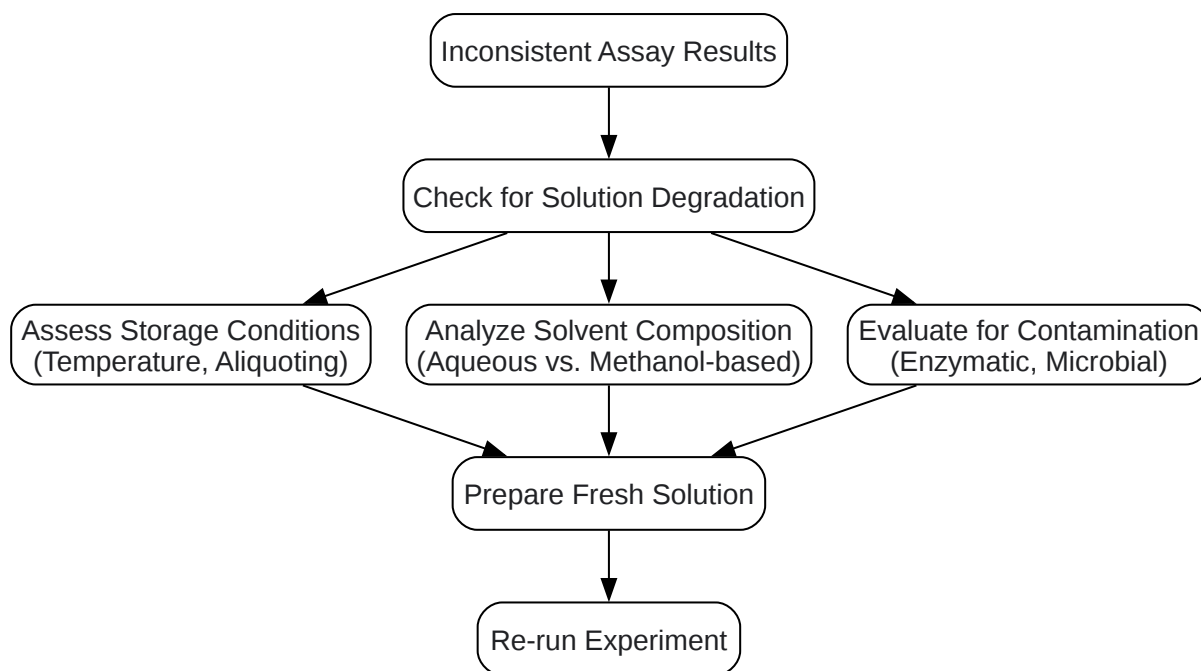 Inconsistent Assay Results
Check for Solution Degradation
Assess Storage Conditions
(Temperature, Aliquoting)
Analyze Solvent Composition
(Aqueous vs. Methanol-based)
Evaluate for Contamination
(Enzymatic, Microbial)
Prepare Fresh Solution
Re-run Experiment